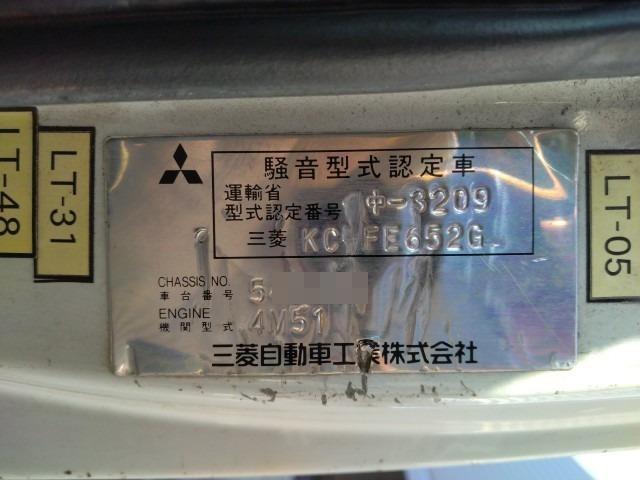 騒音型式認定車
運輸省
型式認定番号 中-3209
三菱 KC-FE652G
CHASSIS NO.
車台番号 5
ENGINE
機関型式 4M51
三菱自動車工業株式会社
LT-48
LT-31
LT-05